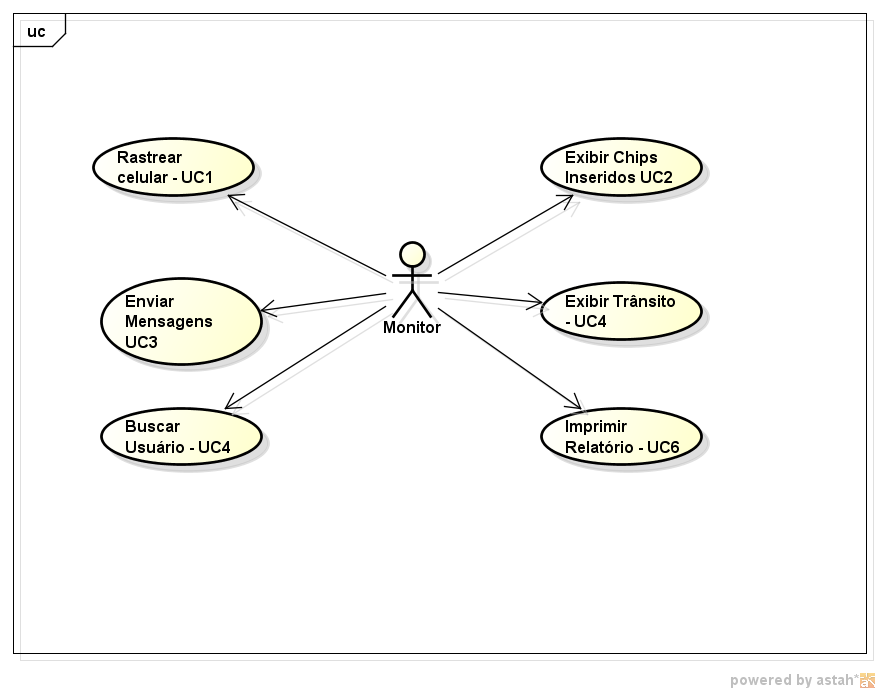 uc
Rastrear
celular - UC1
Exibir Chips
Inseridos UC2
Enviar
Mensagens
UC3
Monitor
Exibir Trânsito
- UC4
Buscar
Usuário - UC4
Imprimir
Relatório - UC6
powered by astah*